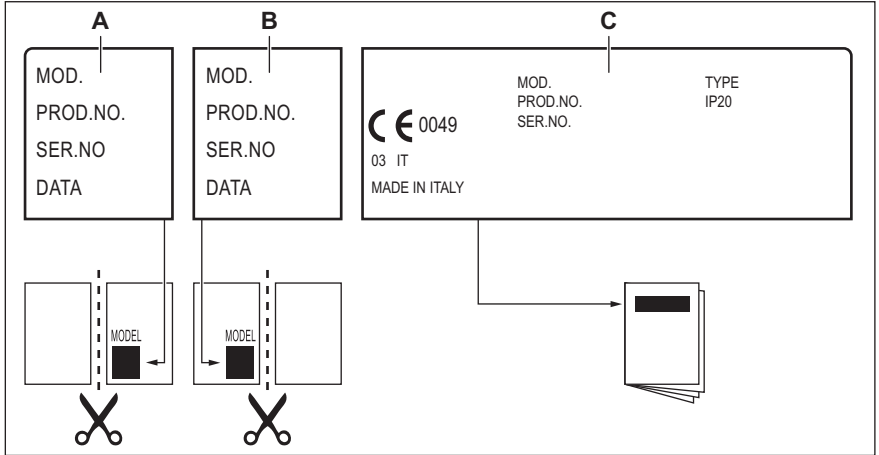 A
B
C
MOD.
PROD.NO.
SER.NO
DATA
MOD.
PROD.NO.
SER.NO
DATA
MOD.
PROD.NO.
SER.NO.
TYPE
IP20
CE 0049
03 IT
MADE IN ITALY
MODEL
MODEL